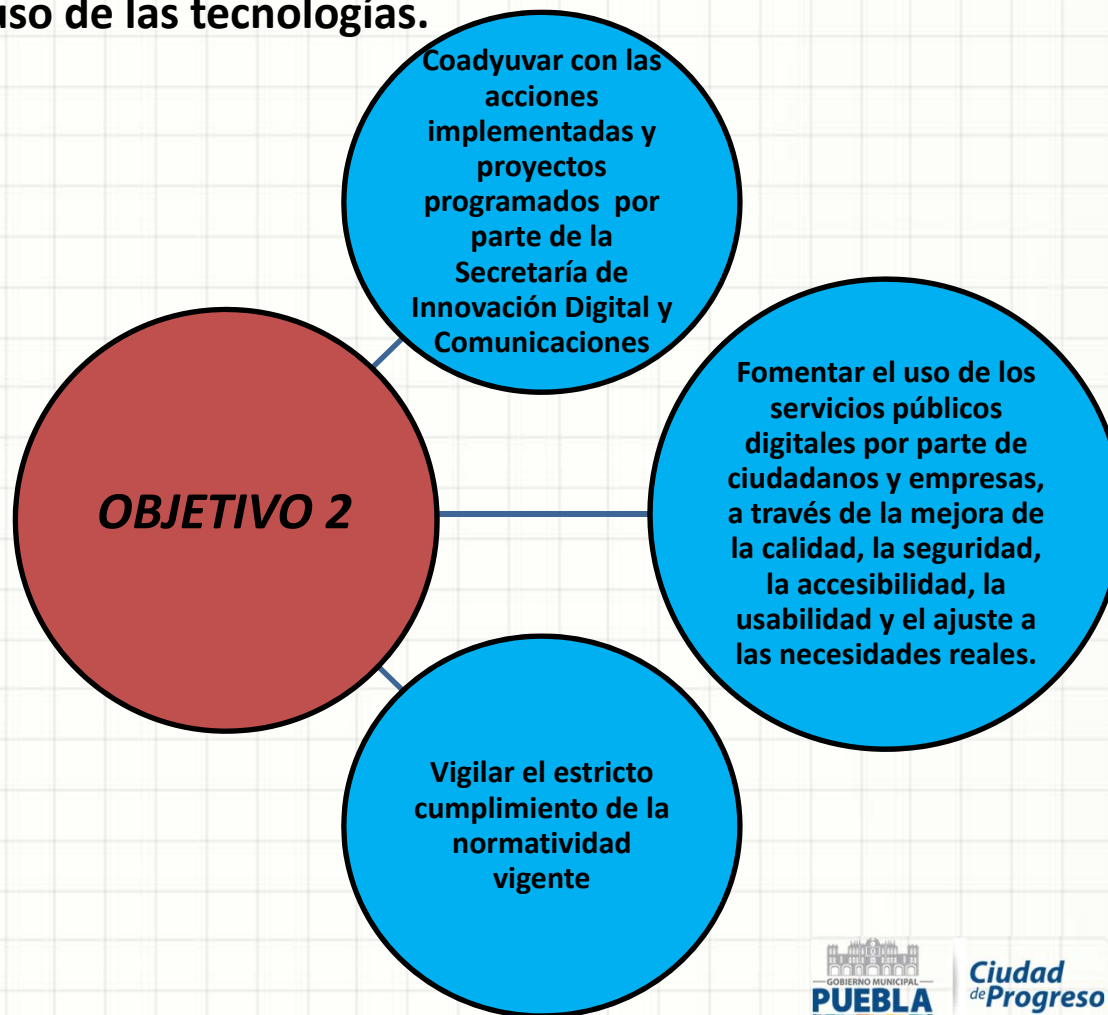 uso de las tecnologías.
Coadyuvar con las
acciones
implementadas y
proyectos
programados por
parte de la
Secretaría de
Innovación Digital y
Comunicaciones
OBJETIVO 2
Fomentar el uso de los
servicios públicos
digitales por parte de
ciudadanos y empresas,
a través de la mejora de
la calidad, la seguridad,
la accesibilidad, la
usabilidad y el ajuste a
las necesidades reales.
Vigilar el estricto
cumplimiento de la
normatividad
vigente
GOBIERNO MUNICIPAL
PUEBLA
Ciudad
de Progreso